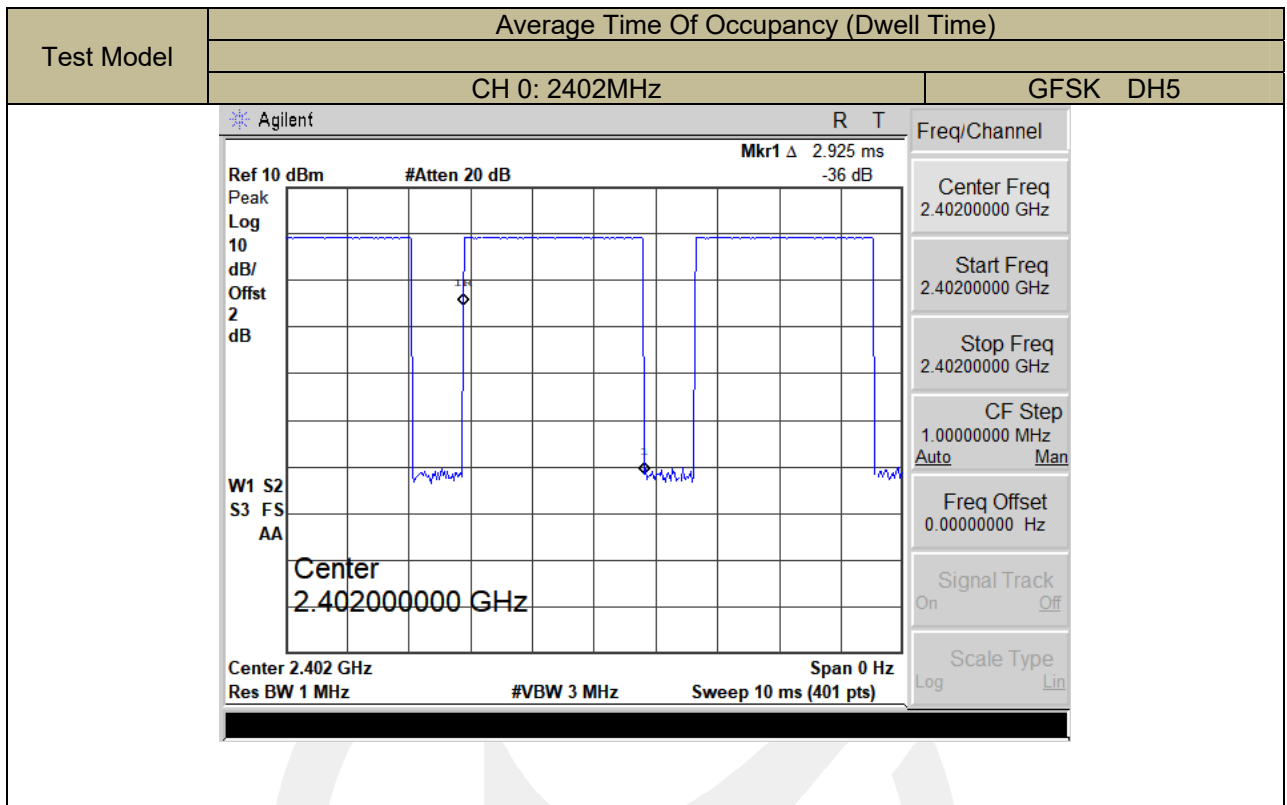 Test Model
Average Time Of Occupancy (Dwell Time)
CH 0: 2402MHz
GFSK DH5
Agilent
R T
Mkr1 Δ 2.925 ms
-36 dB
Ref 10 dBm
#Atten 20 dB
Peak
Log
10
dB/
Offst
2
dB
1R
1
W1 S2
S3 FS
AA
Center
2.402000000 GHz
Center 2.402 GHz
Span 0 Hz
Res BW 1 MHz
#VBW 3 MHz
Sweep 10 ms (401 pts)
Freq/Channel
Center Freq
2.40200000 GHz
Start Freq
2.40200000 GHz
Stop Freq
2.40200000 GHz
CF Step
1.00000000 MHz
Auto Man
Freq Offset
0.00000000 Hz
Signal Track
On Off
Scale Type
Log Lin